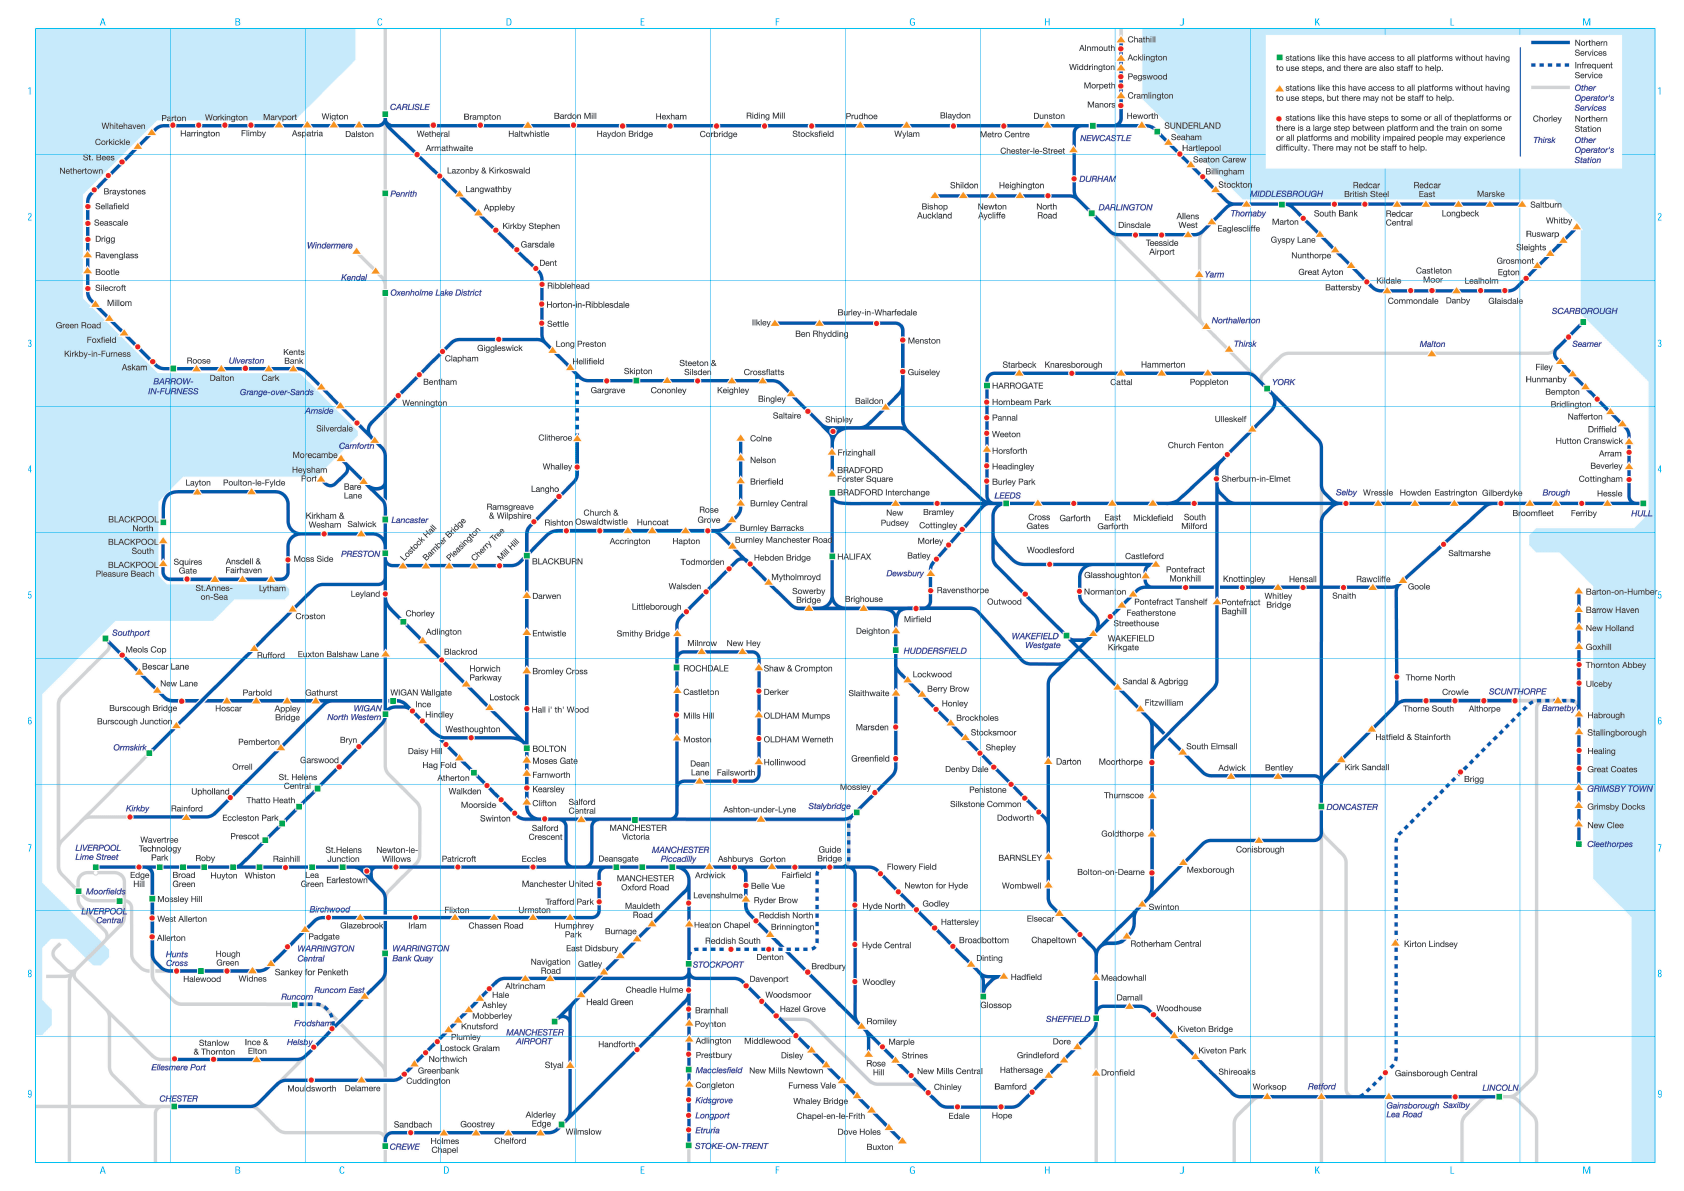 A B C D E F G H J K L M
1
2
3
4
5
6
7
8
9
stations like this have access to all platforms without having
to use steps, and there are also staff to help.
stations like this have access to all platforms without having
to use steps, but there may not be staff to help.
stations like this have steps to some or all of theplatforms or
there is a large step between platform and the train on some
or all platforms and mobility impaired people may experience
difficulty. There may not be staff to help.
Northern
Services
Infrequent
Service
Other
Operator's
Services
Chorley
Northern
Station
Thirsk
Other
Operator's
Station
Chathill
Alnmouth
Acklington
Widdrington
Pegswood
Morpeth
Cramlington
Manors
CARLISLE
Whitehaven
Parton
Harrington
Workington
Flimby
Maryport
Aspatria
Wigton
Dalston
Wetheral
Brampton
Haltwhistle
Bardon Mill
Haydon Bridge
Hexham
Corbridge
Riding Mill
Stocksfield
Prudhoe
Wylam
Blaydon
Metro Centre
Dunston
NEWCASTLE
Heworth
SUNDERLAND
Seaham
Hartlepool
Seaton Carew
Billingham
Stockton
Chester-le-Street
DURHAM
DARLINGTON
Corkickle
St. Bees
Nethertown
Braystones
Sellafield
Seascale
Drigg
Ravenglass
Bootle
Silecroft
Millom
Green Road
Foxfield
Kirkby-in-Furness
Askam
BARROW-
IN-FURNESS
Roose
Dalton
Ulverston
Cark
Kents
Bank
Grange-over-Sands
Arnside
Silverdale
Carnforth
Armathwaite
Lazonby & Kirkoswald
Langwathby
Appleby
Kirkby Stephen
Garsdale
Dent
Ribblehead
Horton-in-Ribblesdale
Settle
Penrith
Windermere
Kendal
Oxenholme Lake District
Shildon
Heighington
Bishop
Auckland
Newton
Aycliffe
North
Road
Dinsdale
Teesside
Airport
Allens
West
Eaglescliffe
Thornaby
MIDDLESBROUGH
South Bank
Redcar
British Steel
Redcar
Central
Redcar
East
Longbeck
Marske
Saltburn
Marton
Gyspy Lane
Nunthorpe
Great Ayton
Battersby
Kildale
Commondale
Castleton
Moor
Danby
Lealholm
Glaisdale
Egton
Grosmont
Sleights
Ruswarp
Whitby
Yarm
Northallerton
Thirsk
Malton
SCARBOROUGH
Seamer
Filey
Hunmanby
Bempton
Bridlington
Nafferton
Driffield
Hutton Cranswick
Arram
Beverley
Cottingham
Hessle
HULL
Long Preston
Giggleswick
Clapham
Bentham
Wennington
Hellifield
Gargrave
Skipton
Cononley
Steeton &
Silsden
Keighley
Crossflatts
Bingley
Saltaire
Shipley
Ilkley
Ben Rhydding
Burley-in-Wharfedale
Menston
Guiseley
Baildon
Frizinghall
BRADFORD
Forster Square
BRADFORD Interchange
New
Pudsey
Bramley
Starbeck
Knaresborough
Cattal
Hammerton
Poppleton
YORK
HARROGATE
Hornbeam Park
Pannal
Weeton
Horsforth
Headingley
Burley Park
LEEDS
Ulleskelf
Church Fenton
Sherburn-in-Elmet
Cross
Gates
Garforth
East
Garforth
Micklefield
South
Milford
Selby
Wressle
Howden
Eastrington
Gilberdyke
Broomfleet
Brough
Ferriby
Saltmarshe
Goole
Morecambe
Heysham
Port
Bare
Lane
Lancaster
PRESTON
Layton
Poulton-le-Fylde
BLACKPOOL
North
BLACKPOOL
South
BLACKPOOL
Pleasure Beach
Kirkham &
Wesham
Salwick
Moss Side
Squires
Gate
St.Annes-
on-Sea
Ansdell &
Fairhaven
Lytham
Clitheroe
Whalley
Langho
Ramsgreave
& Wilpshire
Lostock Hall
Bamber Bridge
Pleasington
Cherry Tree
Mill Hill
BLACKBURN
Rishton
Church &
Oswaldtwistle
Accrington
Huncoat
Hapton
Rose
Grove
Colne
Nelson
Brierfield
Burnley Central
Burnley Barracks
Burnley Manchester Road
Hebden Bridge
Mytholmroyd
Sowerby
Bridge
HALIFAX
Brighouse
Todmorden
Walsden
Littleborough
Smithy Bridge
ROCHDALE
Castleton
Mills Hill
Moston
Dean
Lane
Failsworth
Milnrow
New Hey
Shaw & Crompton
Derker
OLDHAM Mumps
OLDHAM Werneth
Hollinwood
Cottingley
Morley
Batley
Dewsbury
Ravensthorpe
Mirfield
Deighton
HUDDERSFIELD
Slaithwaite
Marsden
Greenfield
Mossley
Stalybridge
Ashton-under-Lyne
Lockwood
Berry Brow
Honley
Brockholes
Stocksmoor
Shepley
Denby Dale
Penistone
Silkstone Common
Dodworth
BARNSLEY
Wombwell
Elsecar
Chapeltown
Darton
Woodlesford
Outwood
Castleford
Glasshoughton
Normanton
Pontefract
Monkhill
Pontefract Tanshelf
Featherstone
Streethouse
Pontefract
Baghill
WAKEFIELD
Westgate
WAKEFIELD
Kirkgate
Knottingley
Whitley
Bridge
Hensall
Snaith
Rawcliffe
Sandal & Agbrigg
Fitzwilliam
South Elmsall
Adwick
Bentley
Moorthorpe
Thurnscoe
Goldthorpe
Bolton-on-Dearne
DONCASTER
Conisbrough
Mexborough
Swinton
Rotherham Central
Meadowhall
Kirk Sandall
Hatfield & Stainforth
Thorne North
Thorne South
Crowle
Althorpe
SCUNTHORPE
Barnetby
Brigg
Kirton Lindsey
Gainsborough Central
Barton-on-Humber
Barrow Haven
New Holland
Goxhill
Thornton Abbey
Ulceby
Habrough
Stallingborough
Healing
Great Coates
GRIMSBY TOWN
Grimsby Docks
New Clee
Cleethorpes
Leyland
Croston
Rufford
Euxton Balshaw Lane
Chorley
Adlington
Blackrod
Horwich
Parkway
Lostock
Darwen
Entwistle
Bromley Cross
Hall i' th' Wood
BOLTON
Moses Gate
Farnworth
Kearsley
Clifton
Salford
Crescent
Salford
Central
MANCHESTER
Victoria
Southport
Meols Cop
Bescar Lane
New Lane
Burscough Bridge
Burscough Junction
Ormskirk
Hoscar
Parbold
Appley
Bridge
Gathurst
WIGAN Wallgate
WIGAN
North Western
Ince
Hindley
Westhoughton
Daisy Hill
Hag Fold
Atherton
Walkden
Moorside
Swinton
Pemberton
Orrell
Upholland
Rainford
Kirkby
Bryn
Garswood
St. Helens
Central
Thatto Heath
Eccleston Park
Prescot
LIVERPOOL
Lime Street
Moorfields
LIVERPOOL
Central
Edge
Hill
Wavertree
Technology
Park
Broad
Green
Roby
Huyton
Whiston
Rainhill
Lea
Green
St.Helens
Junction
Earlestown
Newton-le-
Willows
Patricroft
Eccles
Mossley Hill
West Allerton
Allerton
Hunts
Cross
Halewood
Hough
Green
Widnes
Sankey for Penketh
WARRINGTON
Central
Padgate
Birchwood
Glazebrook
Irlam
Flixton
Chassen Road
Urmston
Humphrey
Park
Trafford Park
Manchester United
Deansgate
MANCHESTER
Oxford Road
MANCHESTER
Piccadilly
WARRINGTON
Bank Quay
Runcorn East
Runcorn
Frodsham
Helsby
Ince &
Elton
Stanlow
& Thornton
Ellesmere Port
CHESTER
Mouldsworth
Delamere
Cuddington
Greenbank
Northwich
Lostock Gralam
Plumley
Knutsford
Mobberley
Ashley
Hale
Altrincham
Navigation
Road
Ardwick
Ashburys
Gorton
Fairfield
Guide
Bridge
Belle Vue
Ryder Brow
Reddish North
Brinnington
Bredbury
Levenshulme
Heaton Chapel
Reddish South
Denton
STOCKPORT
Mauldeth
Road
Burnage
East Didsbury
Gatley
Heald Green
MANCHESTER
AIRPORT
Styal
Cheadle Hulme
Handforth
Wilmslow
Alderley
Edge
Chelford
Goostrey
Holmes
Chapel
Sandbach
CREWE
Bramhall
Poynton
Adlington
Prestbury
Macclesfield
Congleton
Kidsgrove
Longport
Etruria
STOKE-ON-TRENT
Davenport
Woodsmoor
Hazel Grove
Middlewood
Disley
New Mills Newtown
Furness Vale
Whaley Bridge
Chapel-en-le-Frith
Dove Holes
Buxton
Flowery Field
Newton for Hyde
Godley
Hattersley
Broadbottom
Dinting
Hadfield
Glossop
Hyde North
Hyde Central
Woodley
Romiley
Rose
Hill
Marple
Strines
New Mills Central
Chinley
Edale
Hope
Bamford
Hathersage
Grindleford
Dore
SHEFFIELD
Dronfield
Darnall
Woodhouse
Kiveton Bridge
Kiveton Park
Shireoaks
Worksop
Retford
Gainsborough
Lea Road
Saxilby
LINCOLN
A B C D E F G H J K L M